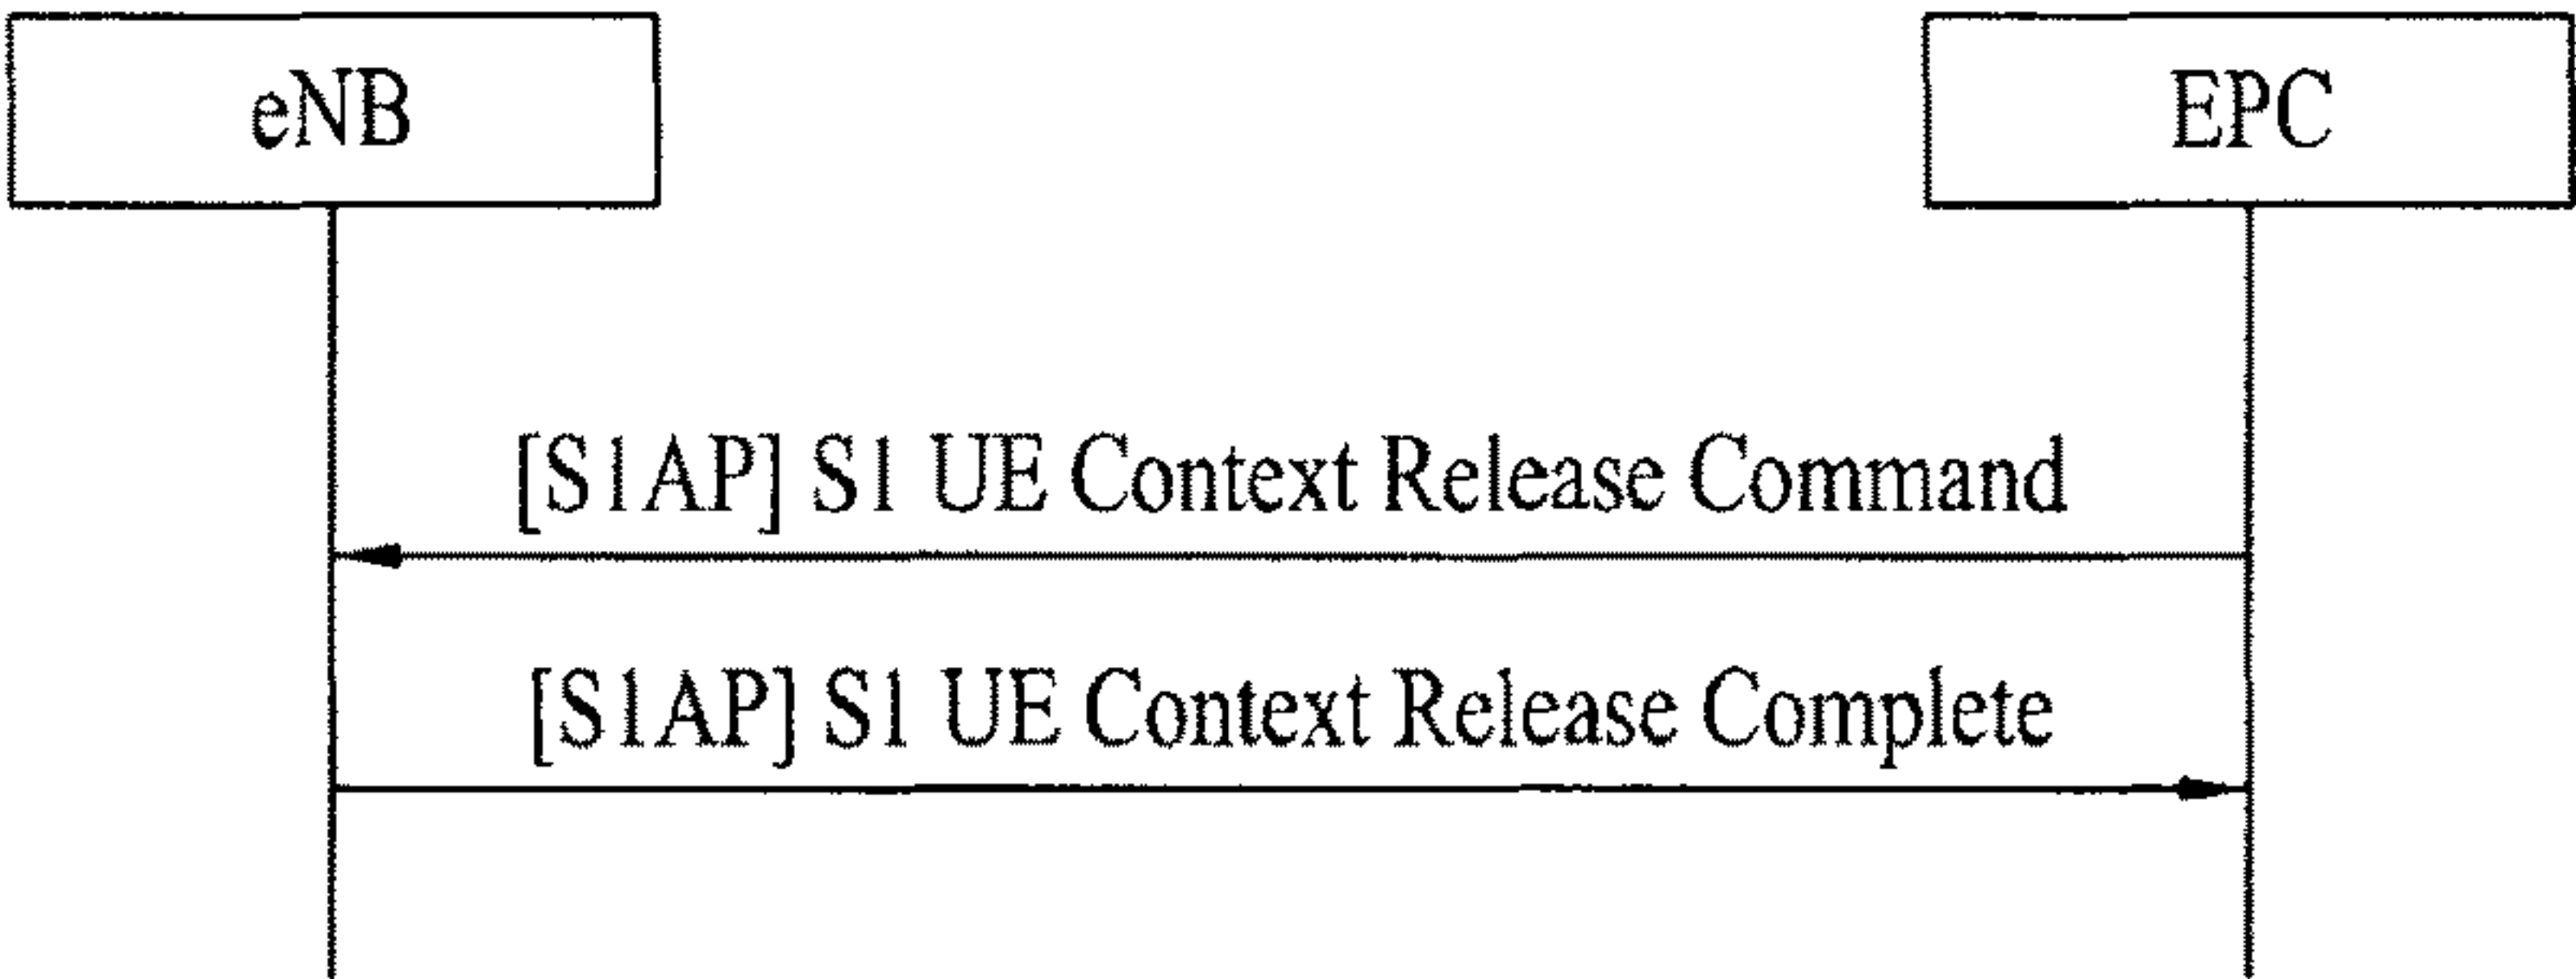 eNB
EPC
[S1AP] S1 UE Context Release Command
[S1AP] S1 UE Context Release Complete